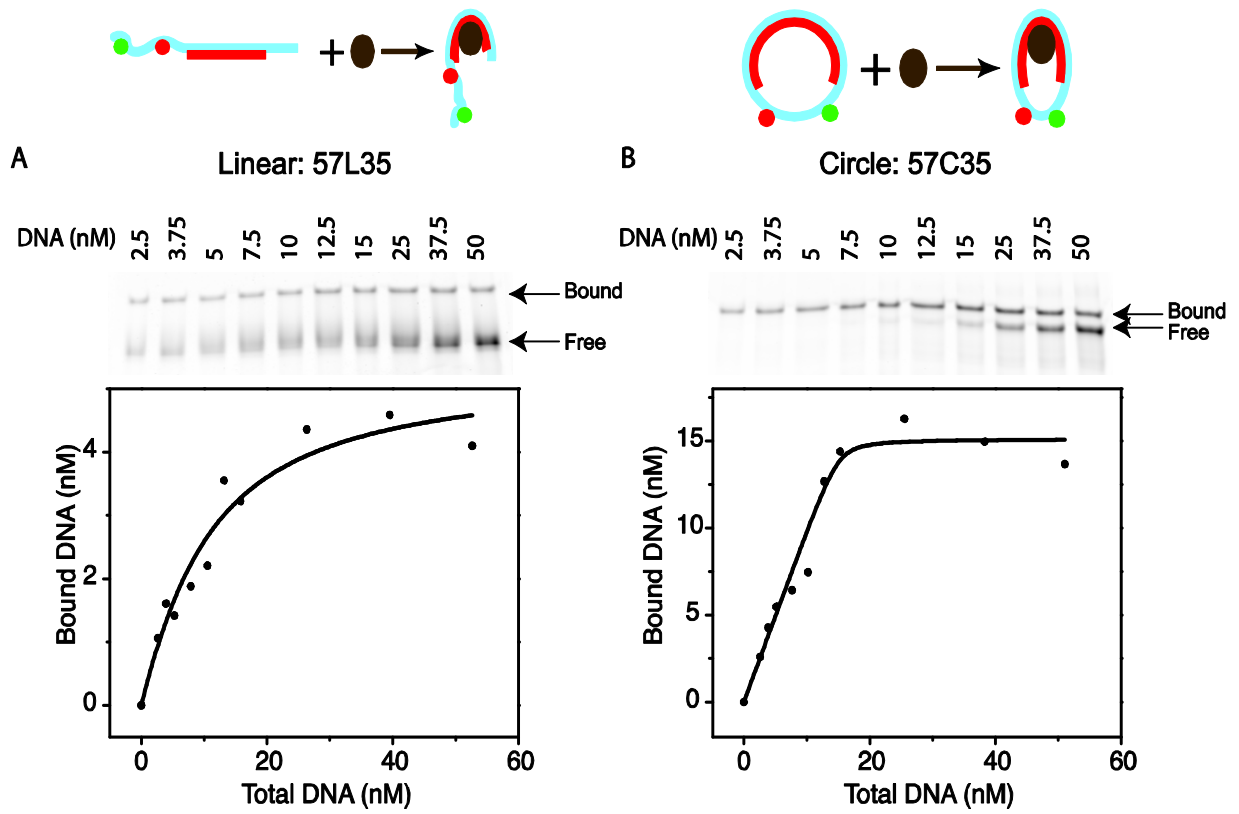 A
Linear: 57L35
DNA (nM)
2.5
3.75
5
7.5
10
12.5
15
25
37.5
50
Bound
Free
Bound DNA (nM)
4
2
0
0
20
40
60
Total DNA (nM)
B
Circle: 57C35
DNA (nM)
2.5
3.75
5
7.5
10
12.5
15
25
37.5
50
Bound
Free
Bound DNA (nM)
15
10
5
0
0
20
40
60
Total DNA (nM)